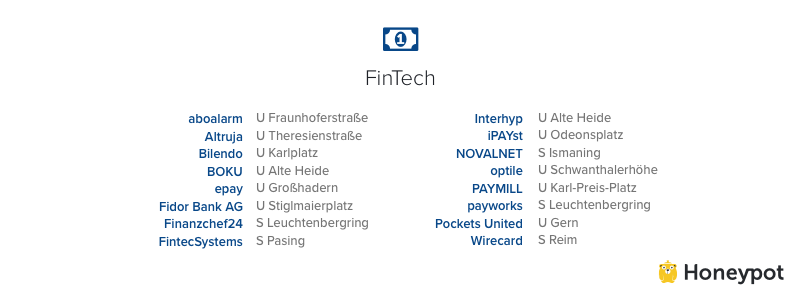 1
FinTech
aboalarm U Fraunhoferstraße
Altruja U Theresienstraße
Bilendo U Karlplatz
BOKU U Alte Heide
epay U Großhadern
Fidor Bank AG U Stiglmaierplatz
Finanzchef24 S Leuchtenbergring
FintecSystems S Pasing
Interhyp U Alte Heide
iPAYst U Odeonsplatz
NOVALNET S Ismaning
optile U Schwanthalerhöhe
PAYMILL U Karl-Preis-Platz
payworks S Leuchtenbergring
Pockets United U Gern
Wirecard S Reim
Honeypot